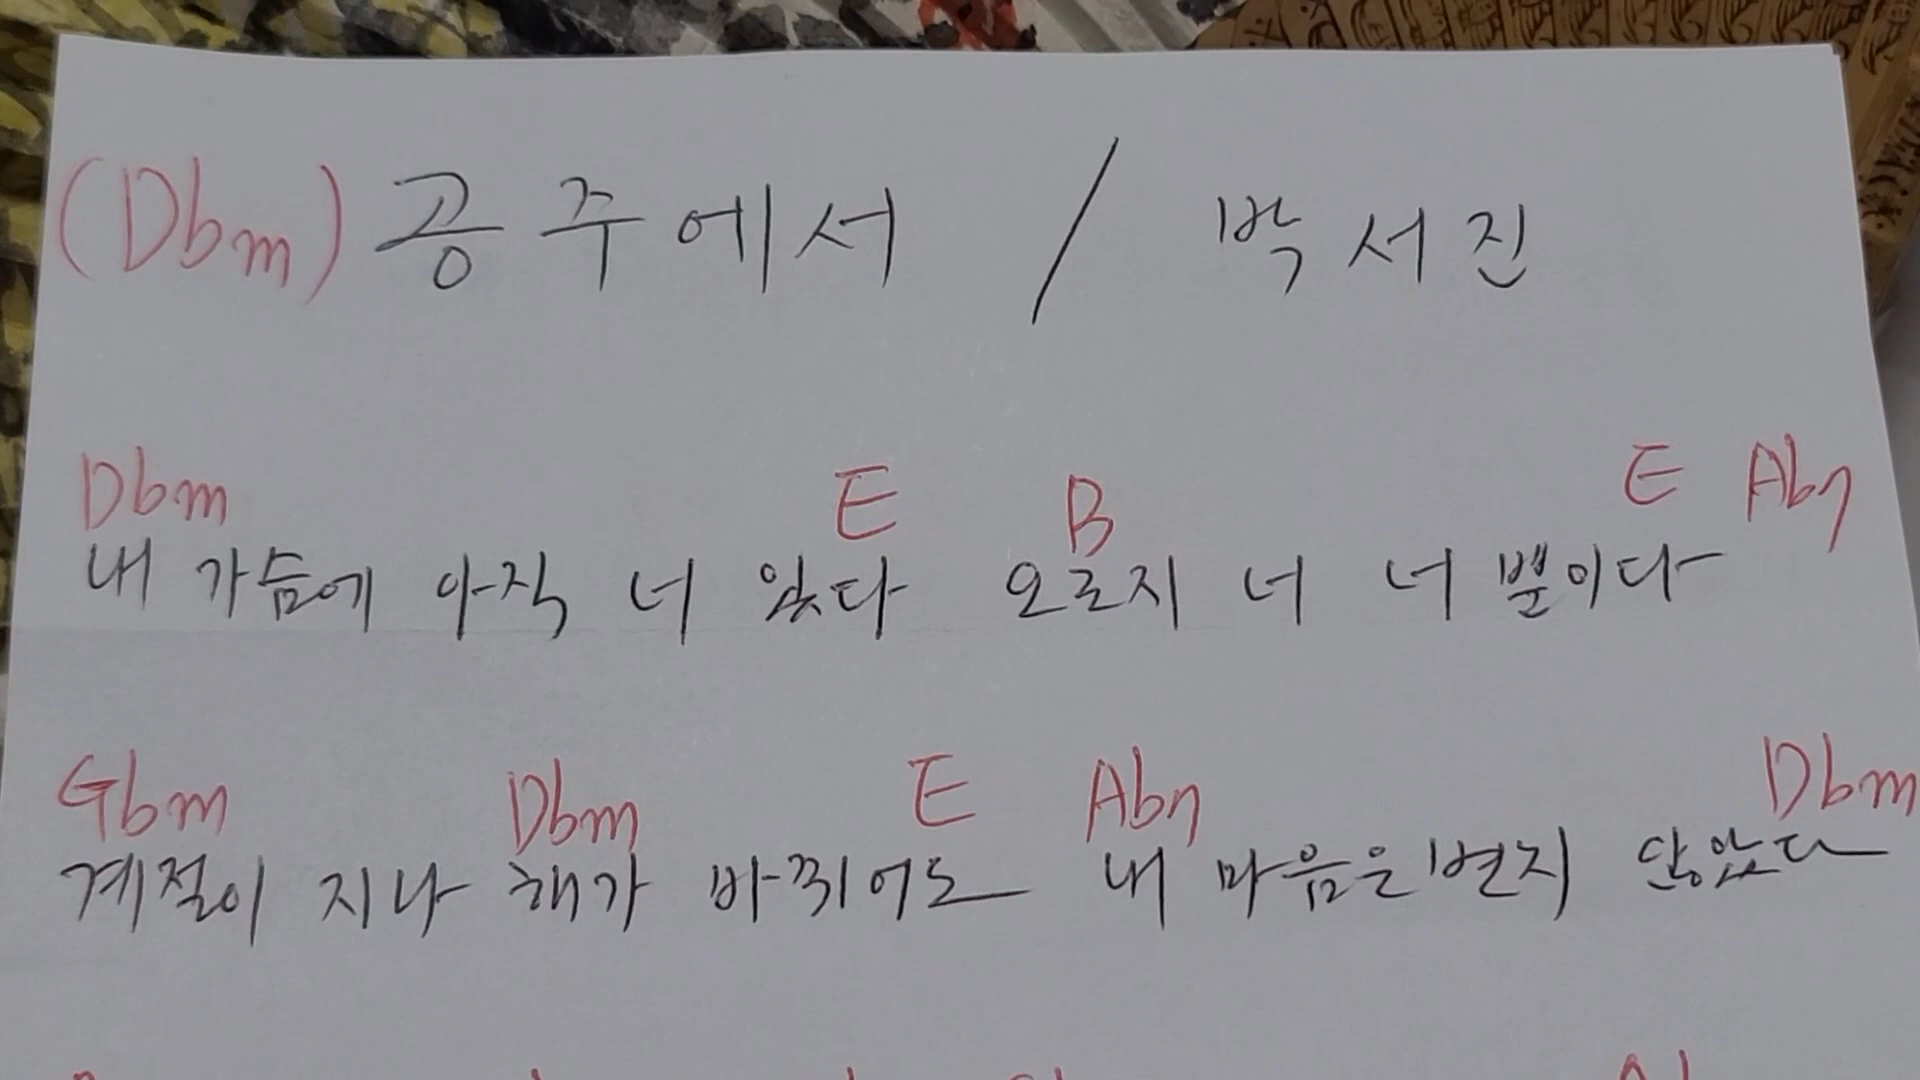 (Dbm) 공주에서 / 박서진
Dbm E B E Ab7
내 가슴에 아직 너 있다 오로지 너 너 뿐이다
Gbm Dbm E Ab7 Dbm
계절이 지나 해가 바뀌어도 내 마음은 변치 않았다